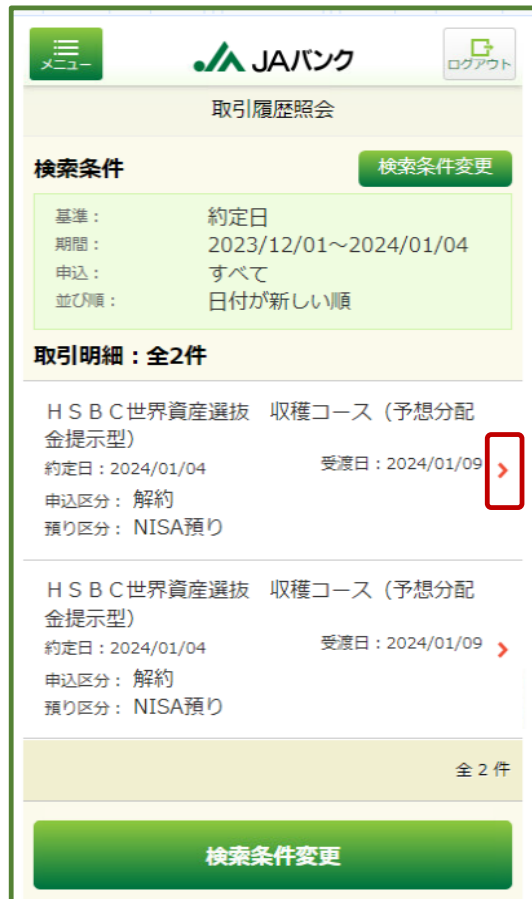 メニュー
JAバンク
ログアウト
取引履歴照会
検索条件
検索条件変更
基準： 約定日
期間： 2023/12/01～2024/01/04
申込： すべて
並び順： 日付が新しい順
取引明細：全2件
ＨＳＢＣ世界資産選抜　収穫コース（予想分配
金提示型）
約定日：2024/01/04 受渡日：2024/01/09
申込区分： 解約
預り区分： NISA預り
ＨＳＢＣ世界資産選抜　収穫コース（予想分配
金提示型）
約定日：2024/01/04 受渡日：2024/01/09
申込区分： 解約
預り区分： NISA預り
全 2 件
検索条件変更